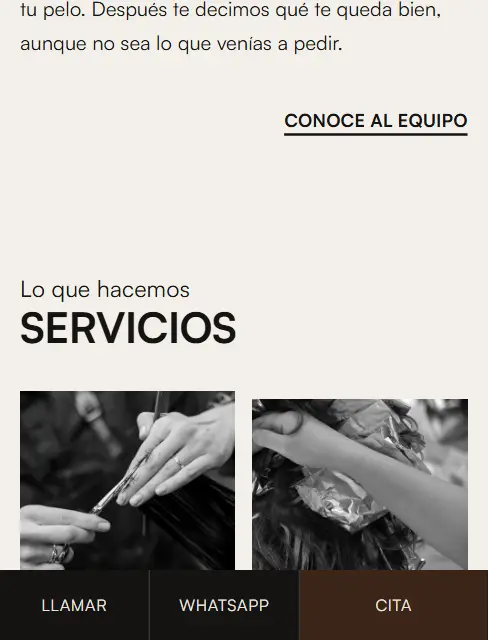 tu pelo. Después te decimos qué te queda bien,
aunque no sea lo que venías a pedir.
CONOCE AL EQUIPO
Lo que hacemos
SERVICIOS
LLAMAR
WHATSAPP
CITA